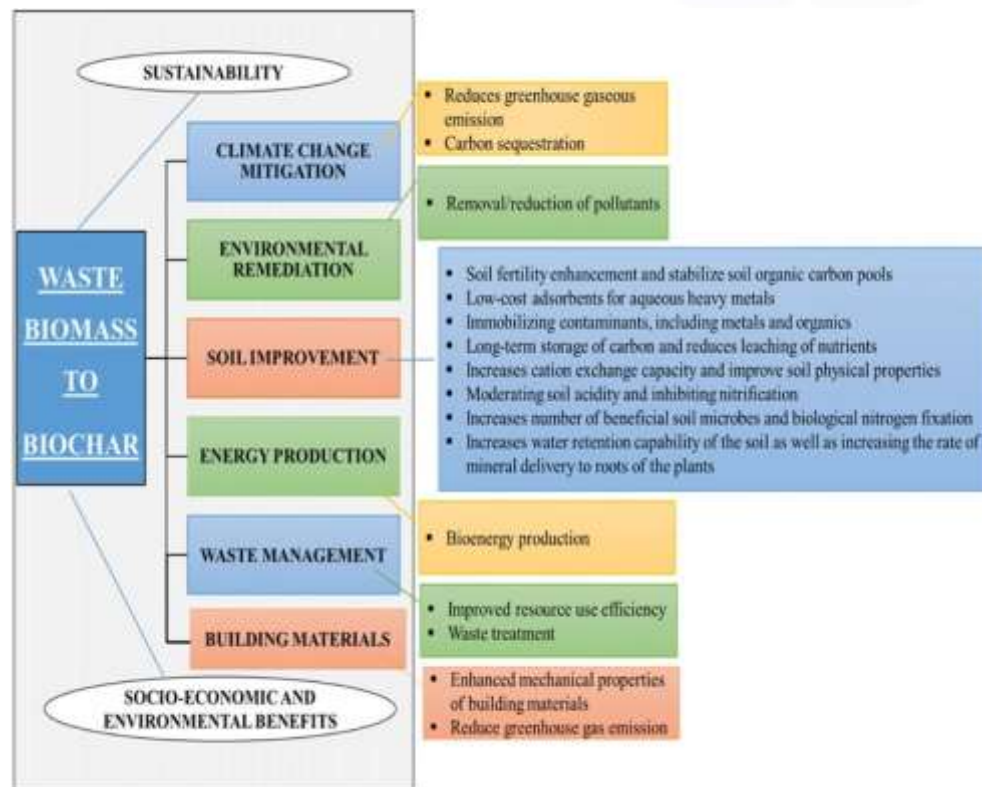 SUSTAINABILITY
WASTE
BIOMASS
TO
BIOCHAR
CLIMATE CHANGE
MITIGATION
▪ Reduces greenhouse gaseous
emission
▪ Carbon sequestration
ENVIRONMENTAL
REMEDIATION
▪ Removal/reduction of pollutants
SOIL IMPROVEMENT
▪ Soil fertility enhancement and stabilize soil organic carbon pools
▪ Low-cost adsorbents for aqueous heavy metals
▪ Immobilizing contaminants, including metals and organics
▪ Long-term storage of carbon and reduces leaching of nutrients
▪ Increases cation exchange capacity and improve soil physical properties
▪ Moderating soil acidity and inhibiting nitrification
▪ Increases number of beneficial soil microbes and biological nitrogen fixation
▪ Increases water retention capability of the soil as well as increasing the rate of
mineral delivery to roots of the plants
ENERGY PRODUCTION
▪ Bioenergy production
WASTE MANAGEMENT
▪ Improved resource use efficiency
▪ Waste treatment
BUILDING MATERIALS
▪ Enhanced mechanical properties
of building materials
▪ Reduce greenhouse gas emission
SOCIO-ECONOMIC AND
ENVIRONMENTAL BENEFITS